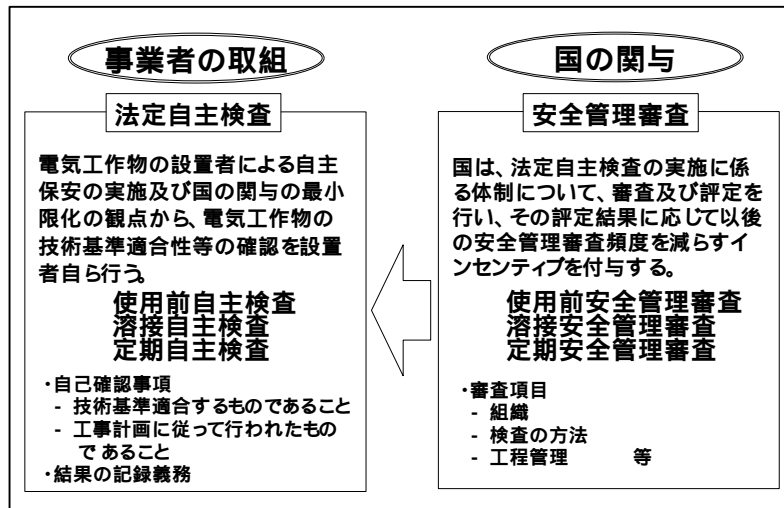 事業者の取組
法定自主検査
電気工作物の設置者による自主
保安の実施及び国の関与の最小
限化の観点から、電気工作物の
技術基準適合性等の確認を設置
者自ら行う。
使用前自主検査
溶接自主検査
定期自主検査
・自己確認事項
- 技術基準適合するものであること
- 工事計画に従って行われたもの
であること
・結果の記録義務
国の関与
安全管理審査
国は、法定自主検査の実施に係
る体制について、審査及び評定を
行い、その評定結果に応じて以後
の安全管理審査頻度を減らすイ
ンセンティブを付与する。
使用前安全管理審査
溶接安全管理審査
定期安全管理審査
・審査項目
- 組織
- 検査の方法
- 工程管理 等